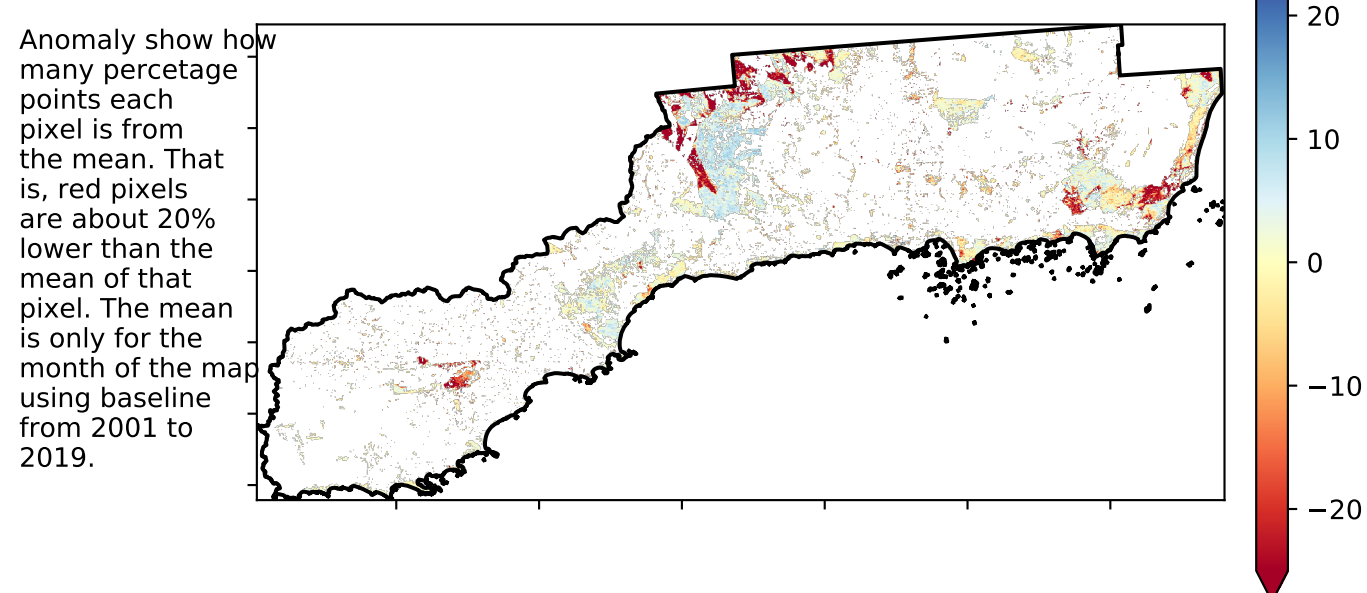 Anomaly show how
many percetage
points each
pixel is from
the mean. That
is, red pixels
are about 20%
lower than the
mean of that
pixel. The mean
is only for the
month of the map
using baseline
from 2001 to
2019.
20
10
0
−10
−20